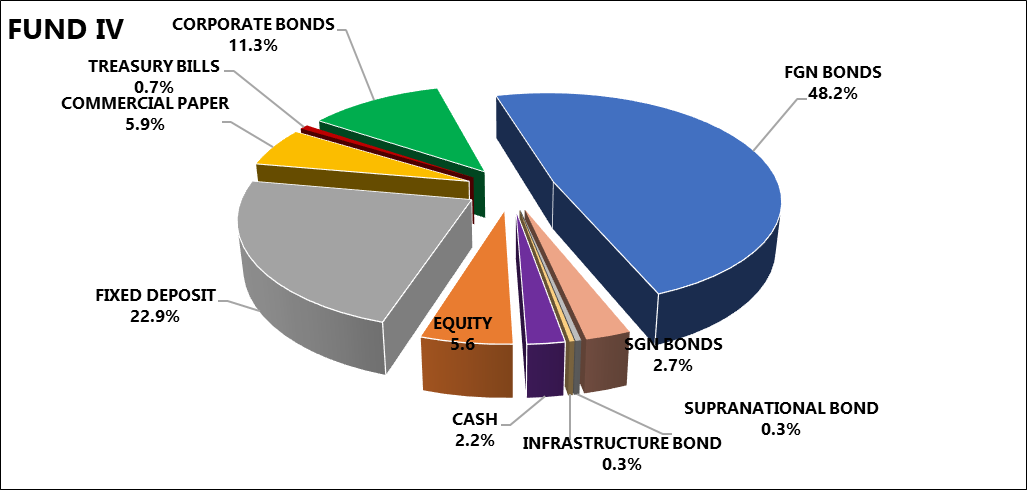 FUND IV
CORPORATE BONDS
11.3%
TREASURY BILLS
0.7%
COMMERCIAL PAPER
5.9%
FGN BONDS
48.2%
FIXED DEPOSIT
22.9%
EQUITY
5.6
SGN BONDS
2.7%
CASH
2.2%
SUPRANATIONAL BOND
0.3%
INFRASTRUCTURE BOND
0.3%